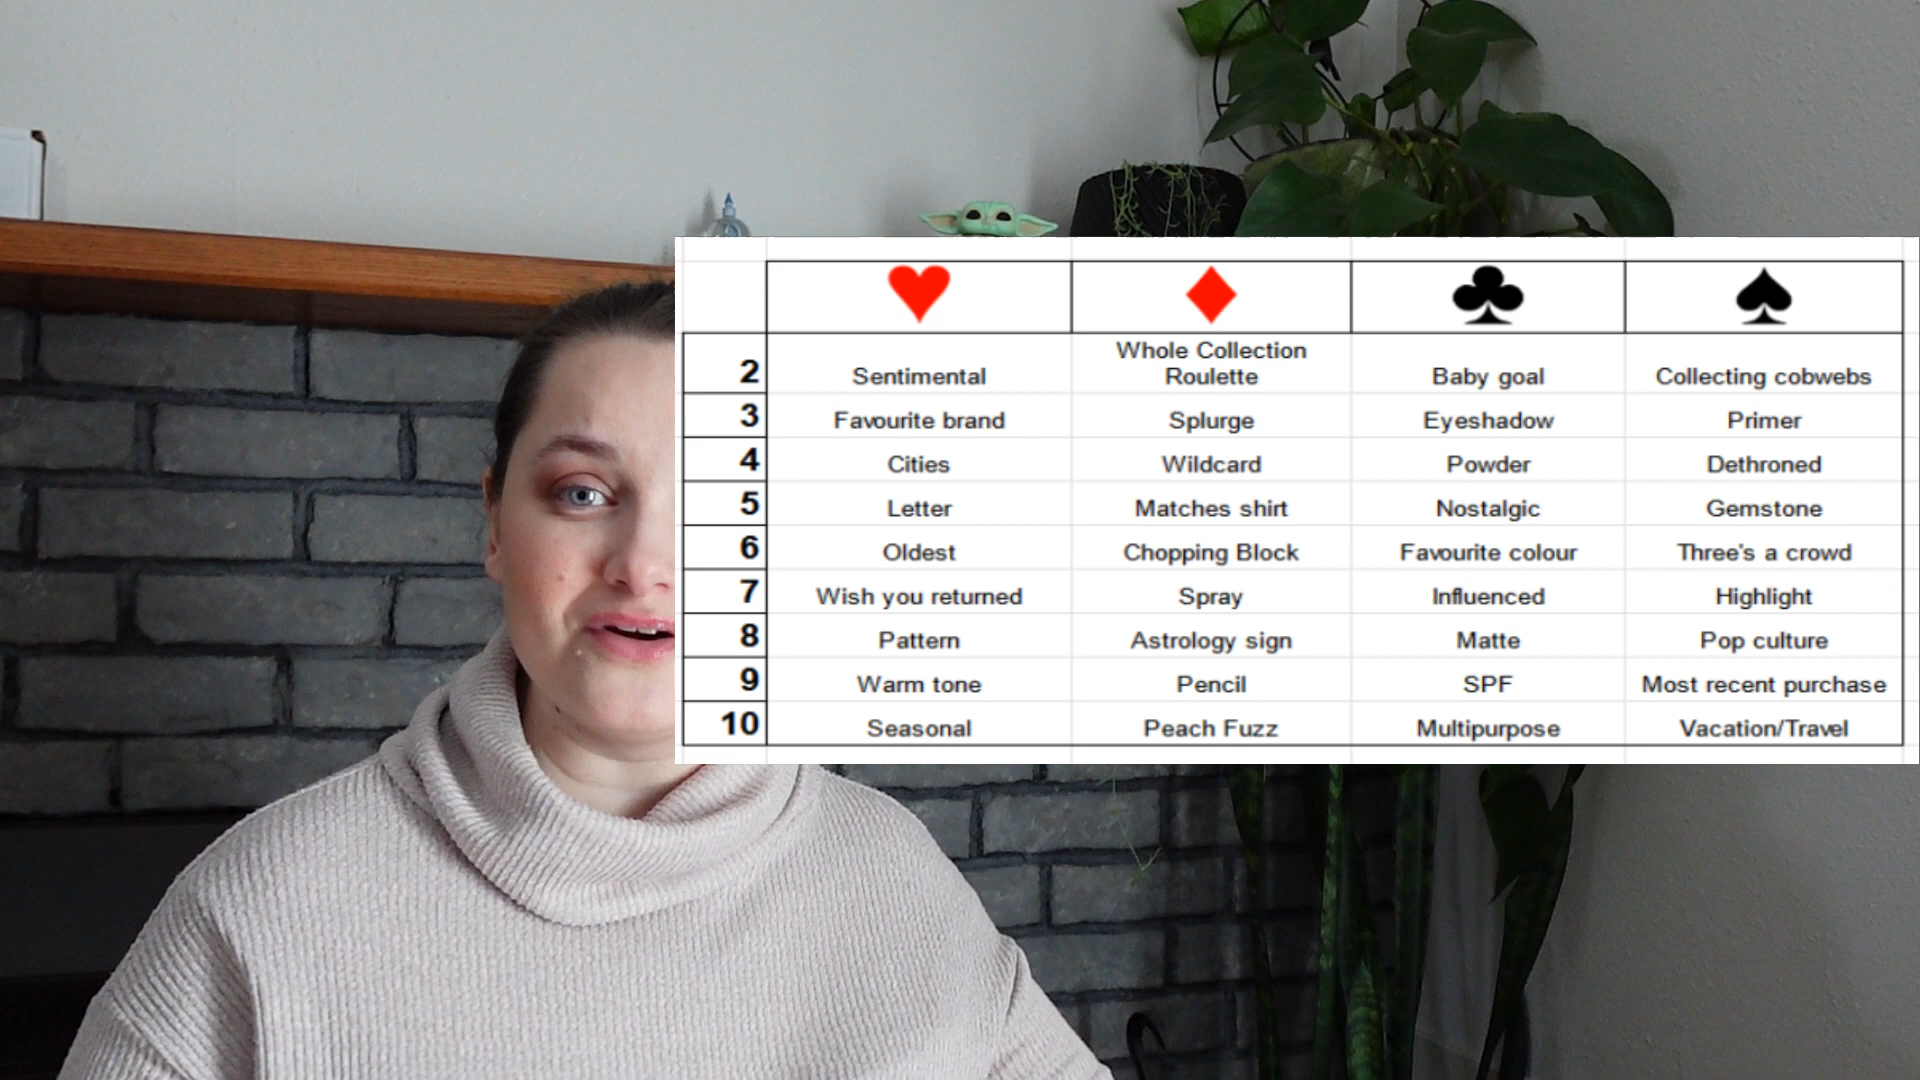 2 Sentimental Whole Collection Roulette Baby goal Collecting cobwebs
3 Favourite brand Splurge Eyeshadow Primer
4 Cities Wildcard Powder Dethroned
5 Letter Matches shirt Nostalgic Gemstone
6 Oldest Chopping Block Favourite colour Three's a crowd
7 Wish you returned Spray Influenced Highlight
8 Pattern Astrology sign Matte Pop culture
9 Warm tone Pencil SPF Most recent purchase
10 Seasonal Peach Fuzz Multipurpose Vacation/Travel